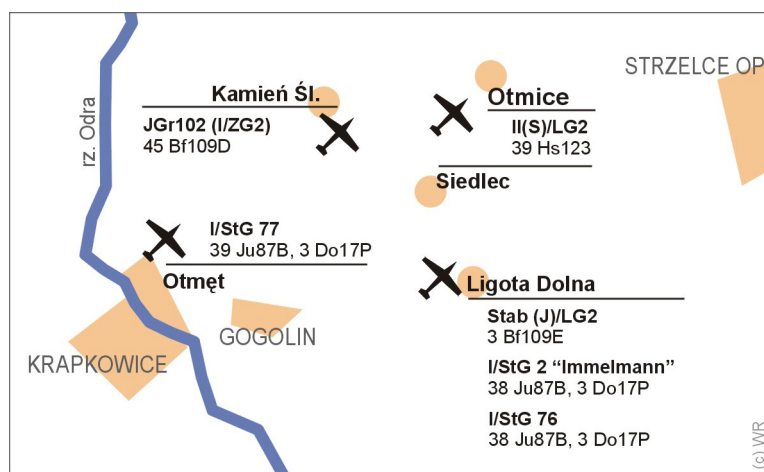 rz. Odra
Kamień Śl.
JGr102 (I/ZG2)
45 Bf109D
Otmice
II(S)/LG2
39 Hs123
STRZELCE OP
Siedlec
I/StG 77
39 Ju87B, 3 Do17P
Otmęt
KRAPKOWICE
GOGOLIN
Ligota Dolna
Stab (J)/LG2
3 Bf109E
I/StG 2 “Immelmann”
38 Ju87B, 3 Do17P
I/StG 76
38 Ju87B, 3 Do17P
(c) WR